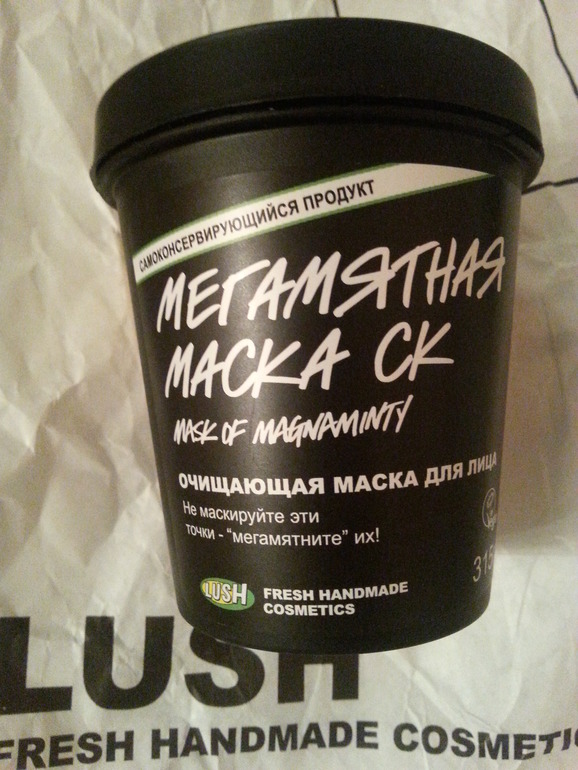 САМОКОНСЕРВИРУЮЩИЙСЯ ПРОДУКТ
МЕГАМЯТНАЯ
МАСКА СК
MASK OF MAGNAMINTY
ОЧИЩАЮЩАЯ МАСКА ДЛЯ ЛИЦА
Не маскируйте эти
точки - “мегамятните” их!
315
LUSH
FRESH HANDMADE
COSMETICS
LUSH
FRESH HANDMADE